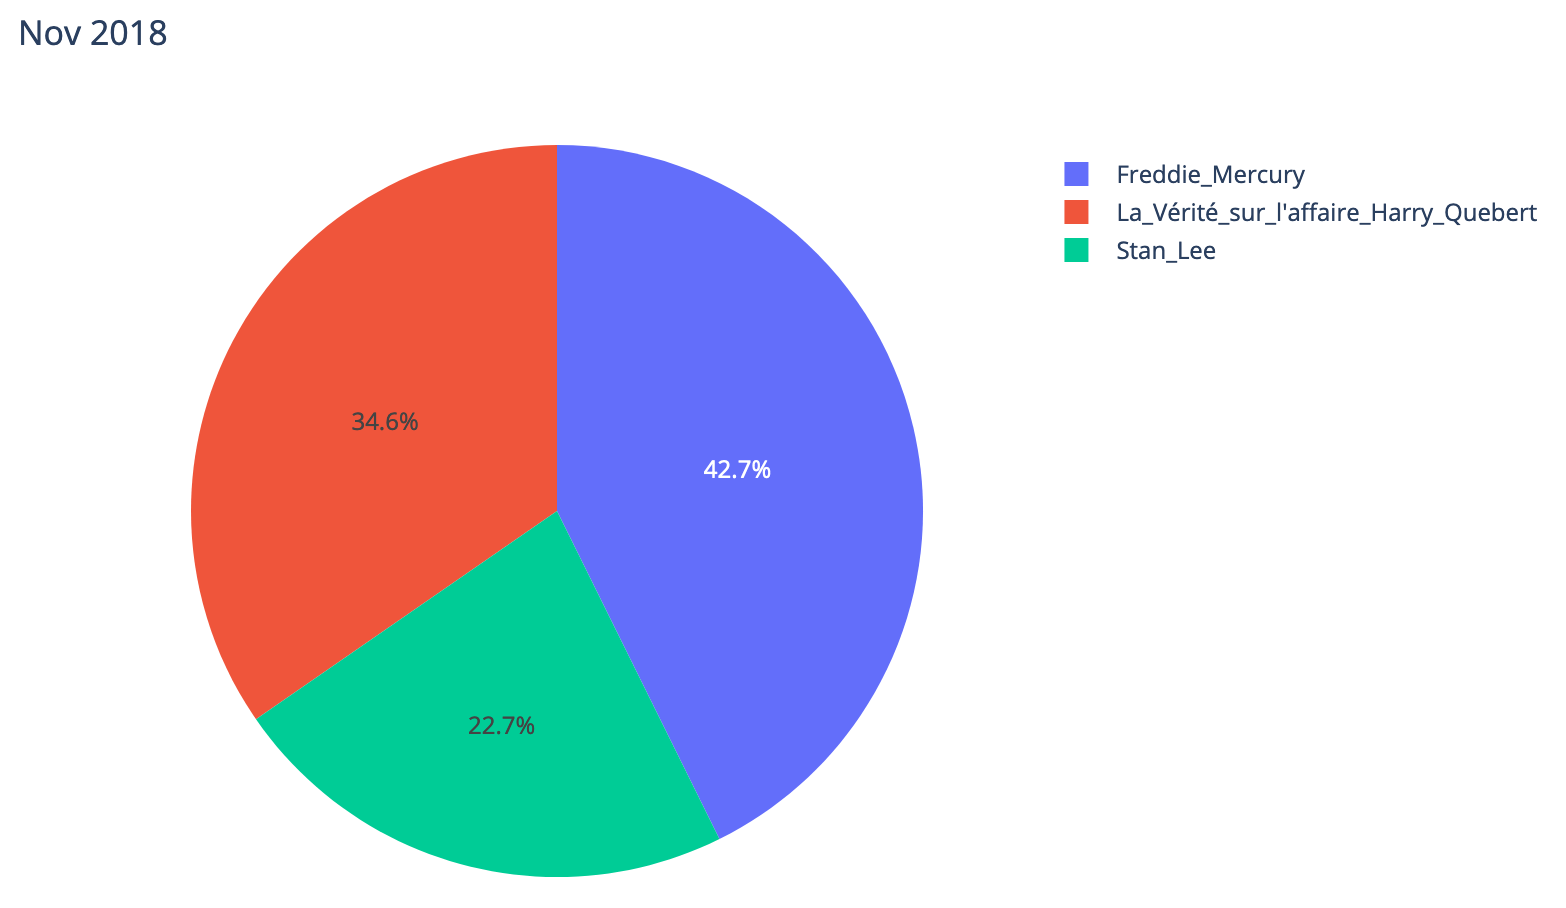 Nov 2018
Freddie_Mercury
La_Vérité_sur_l'affaire_Harry_Quebert
Stan_Lee
34.6%
42.7%
22.7%